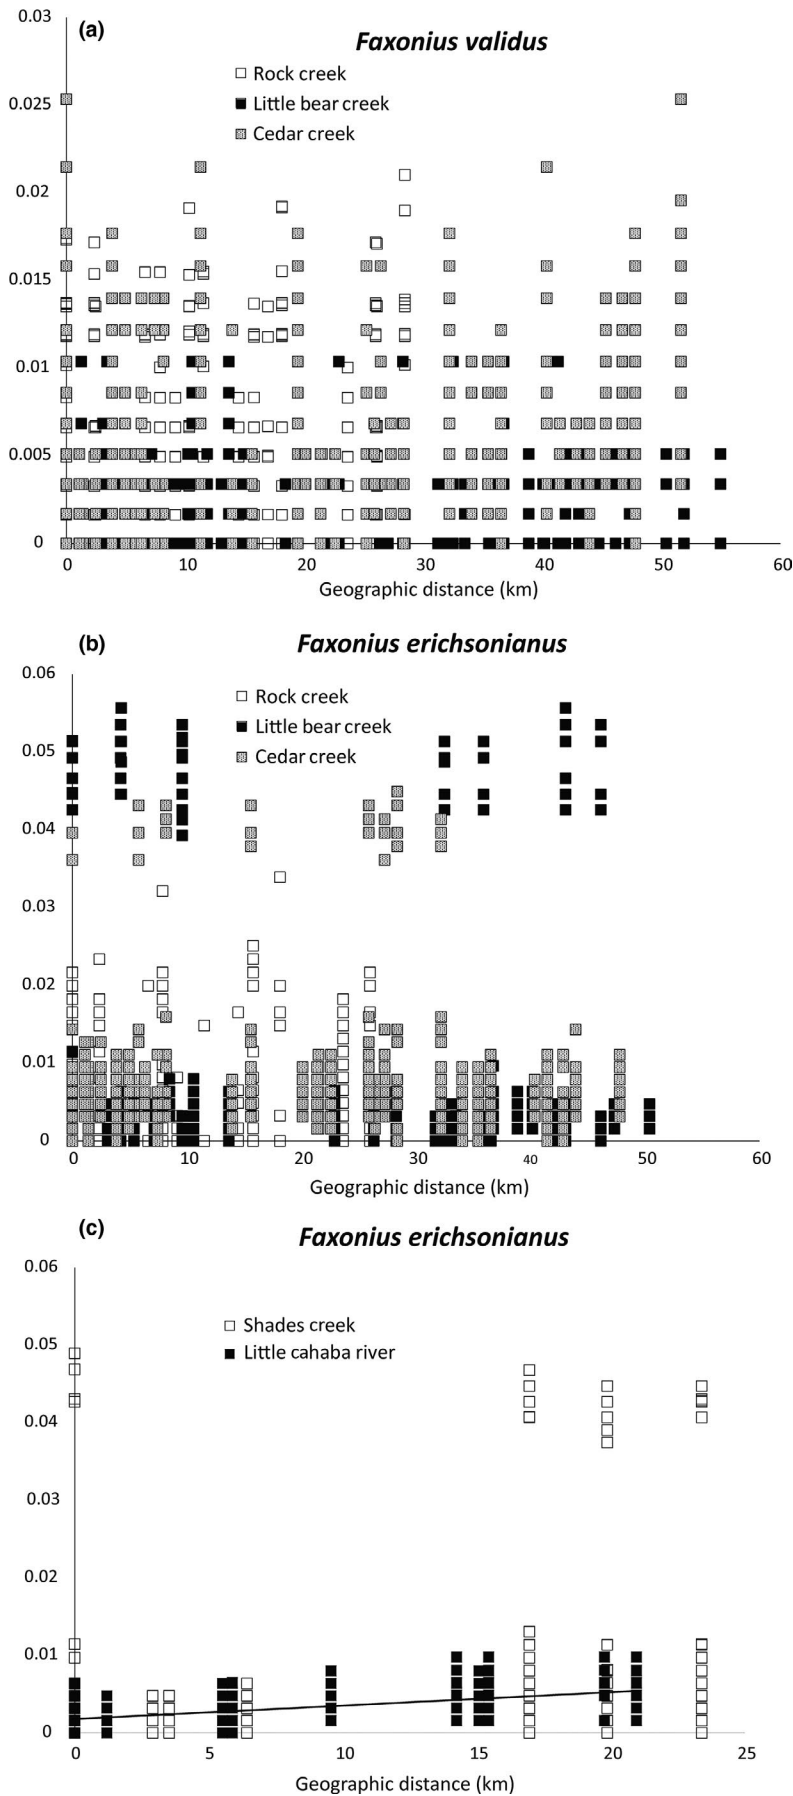 (a)
Faxonius validus
Rock creek
Little bear creek
Cedar creek
0.03
0.025
0.02
0.015
0.01
0.005
0
0 10 20 30 40 50 60
Geographic distance (km)
(b)
Faxonius erichsonianus
Rock creek
Little bear creek
Cedar creek
0.06
0.05
0.04
0.03
0.02
0.01
0
0 10 20 30 40 50 60
Geographic distance (km)
(c)
Faxonius erichsonianus
Shades creek
Little cahaba river
0.06
0.05
0.04
0.03
0.02
0.01
0
0 5 10 15 20 25
Geographic distance (km)